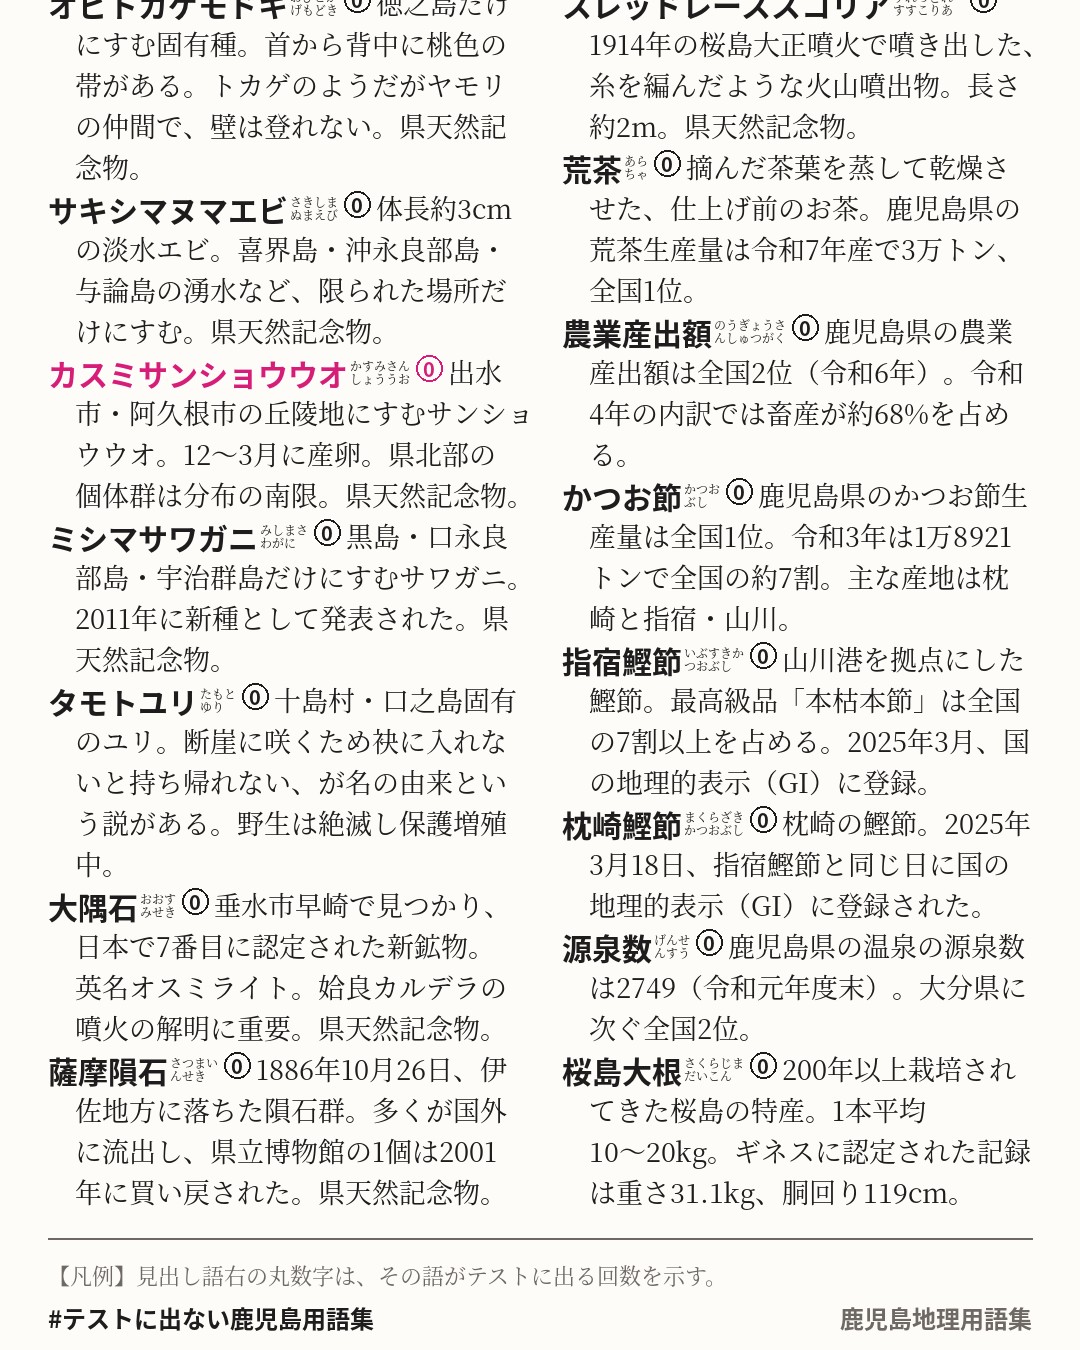 オビトカゲモドキ 0 徳之島だけ
にすむ固有種。首から背中に桃色の
帯がある。トカゲのようだがヤモリ
の仲間で、壁は登れない。県天然記
念物。
サキシマヌマエビ さきしまぬまえび 0 体長約3cm
の淡水エビ。喜界島・沖永良部島・
与論島の湧水など、限られた場所だ
けにすむ。県天然記念物。
カスミサンショウウオ かすみさんしょううお 0 出水
市・阿久根市の丘陵地にすむサンショ
ウウオ。12〜3月に産卵。県北部の
個体群は分布の南限。県天然記念物。
ミシマサワガニ みしまさわがに 0 黒島・口永良
部島・宇治群島だけにすむサワガニ。
2011年に新種として発表された。県
天然記念物。
タモトユリ たもとゆり 0 十島村・口之島固有
のユリ。断崖に咲くため袂に入れな
いと持ち帰れない、が名の由来とい
う説がある。野生は絶滅し保護増殖
中。
大隅石 おおすみせき 0 垂水市早崎で見つかり、
日本で7番目に認定された新鉱物。
英名オスミライト。姶良カルデラの
噴火の解明に重要。県天然記念物。
薩摩隕石 さつまいんせき 0 1886年10月26日、伊
佐地方に落ちた隕石群。多くが国外
に流出し、県立博物館の1個は2001
年に買い戻された。県天然記念物。
スレッドレーススコリア 0
1914年の桜島大正噴火で噴き出した、
糸を編んだような火山噴出物。長さ
約2m。県天然記念物。
荒茶 あらちゃ 0 摘んだ茶葉を蒸して乾燥さ
せた、仕上げ前のお茶。鹿児島県の
荒茶生産量は令和7年産で3万トン、
全国1位。
農業産出額 のうぎょうさんしゅつがく 0 鹿児島県の農業
産出額は全国2位（令和6年）。令和
4年の内訳では畜産が約68%を占め
る。
かつお節 かつおぶし 0 鹿児島県のかつお節生
産量は全国1位。令和3年は1万8921
トンで全国の約7割。主な産地は枕
崎と指宿・山川。
指宿鰹節 いぶすきかつおぶし 0 山川港を拠点にした
鰹節。最高級品「本枯本節」は全国
の7割以上を占める。2025年3月、国
の地理的表示（GI）に登録。
枕崎鰹節 まくらざきかつおぶし 0 枕崎の鰹節。2025年
3月18日、指宿鰹節と同じ日に国の
地理的表示（GI）に登録された。
源泉数 げんせんすう 0 鹿児島県の温泉の源泉数
は2749（令和元年度末）。大分県に
次ぐ全国2位。
桜島大根 さくらじまだいこん 0 200年以上栽培され
てきた桜島の特産。1本平均
10〜20kg。ギネスに認定された記録
は重さ31.1kg、胴回り119cm。
【凡例】見出し語右の丸数字は、その語がテストに出る回数を示す。
#テストに出ない鹿児島用語集
鹿児島地理用語集